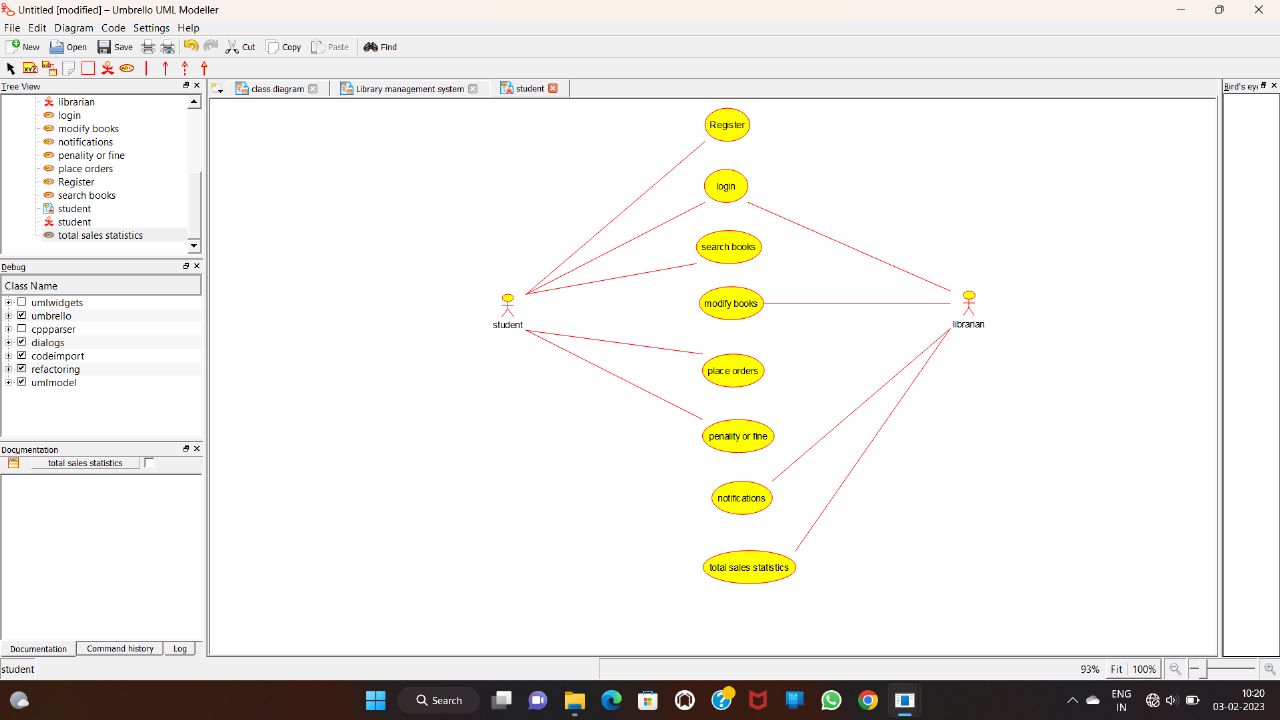 Untitled [modified] – Umbrello UML Modeller
File Edit Diagram Code Settings Help
New Open Save Cut Copy Paste Find
XYZ
Tree View
librarian
login
modify books
notifications
penality or fine
place orders
Register
search books
student
student
total sales statistics
Debug
Class Name
umlwidgets
umbrello
cppparser
dialogs
codeimport
refactoring
umlmodel
Documentation
total sales statistics
Documentation Command history Log
class diagram Library management system student
Register
login
search books
modify books
place orders
penality or fine
notifications
total sales statistics
student
librarian
Bird's eye
student
93% Fit 100%
Search
ENG
IN
10:20
03-02-2023